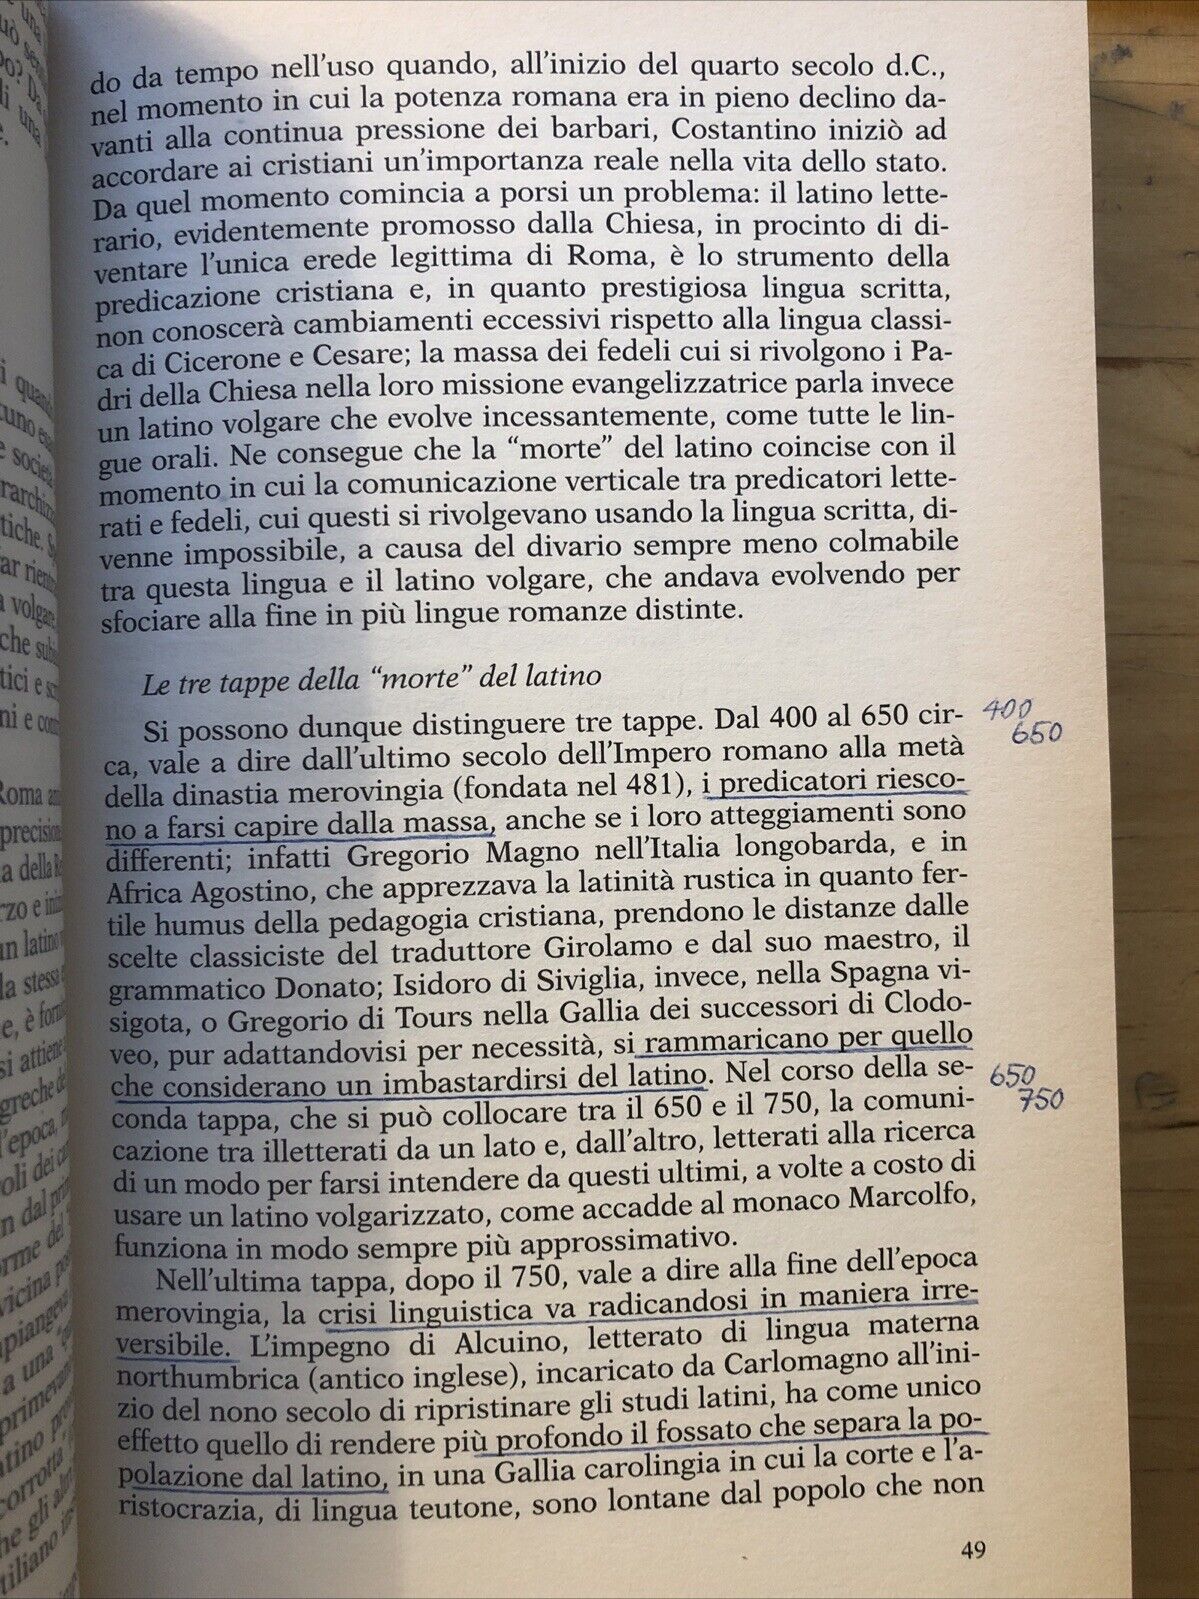 do da tempo nell'uso quando, all'inizio del quarto secolo d.C.,
nel momento in cui la potenza romana era in pieno declino da-
vanti alla continua pressione dei barbari, Costantino iniziò ad
accordare ai cristiani un'importanza reale nella vita dello stato.
Da quel momento comincia a porsi un problema: il latino lette-
rario, evidentemente promosso dalla Chiesa, in procinto di di-
ventare l'unica erede legittima di Roma, è lo strumento della
predicazione cristiana e, in quanto prestigiosa lingua scritta,
non conoscerà cambiamenti eccessivi rispetto alla lingua classi-
ca di Cicerone e Cesare; la massa dei fedeli cui si rivolgono i Pa-
dri della Chiesa nella loro missione evangelizzatrice parla invece
un latino volgare che evolve incessantemente, come tutte le lin-
gue orali. Ne consegue che la “morte” del latino coincise con il
momento in cui la comunicazione verticale tra predicatori lette-
rati e fedeli, cui questi si rivolgevano usando la lingua scritta, di-
venne impossibile, a causa del divario sempre meno colmabile
tra questa lingua e il latino volgare, che andava evolvendo per
sfociare alla fine in più lingue romanze distinte.
Le tre tappe della “morte” del latino
Si possono dunque distinguere tre tappe. Dal 400 al 650 cir-
400
650
ca, vale a dire dall'ultimo secolo dell'Impero romano alla metà
della dinastia merovingia (fondata nel 481), i predicatori riesco-
no a farsi capire dalla massa, anche se i loro atteggiamenti sono
differenti; infatti Gregorio Magno nell'Italia longobarda, e in
Africa Agostino, che apprezzava la latinità rustica in quanto fer-
tile humus della pedagogia cristiana, prendono le distanze dalle
scelte classiciste del traduttore Girolamo e dal suo maestro, il
grammatico Donato; Isidoro di Siviglia, invece, nella Spagna vi-
sigota, o Gregorio di Tours nella Gallia dei successori di Clodo-
veo, pur adattandovisi per necessità, si rammaricano per quello
che considerano un imbastardirsi del latino. Nel corso della se-
650
750
conda tappa, che si può collocare tra il 650 e il 750, la comuni-
cazione tra illetterati da un lato e, dall'altro, letterati alla ricerca
di un modo per farsi intendere da questi ultimi, a volte a costo di
usare un latino volgarizzato, come accadde al monaco Marcolfo,
funziona in modo sempre più approssimativo.
Nell'ultima tappa, dopo il 750, vale a dire alla fine dell'epoca
merovingia, la crisi linguistica va radicandosi in maniera irre-
versibile. L'impegno di Alcuino, letterato di lingua materna
northumbrica (antico inglese), incaricato da Carlomagno all'ini-
zio del nono secolo di ripristinare gli studi latini, ha come unico
effetto quello di rendere più profondo il fossato che separa la po-
polazione dal latino, in una Gallia carolingia in cui la corte e l'a-
ristocrazia, di lingua teutone, sono lontane dal popolo che non
49